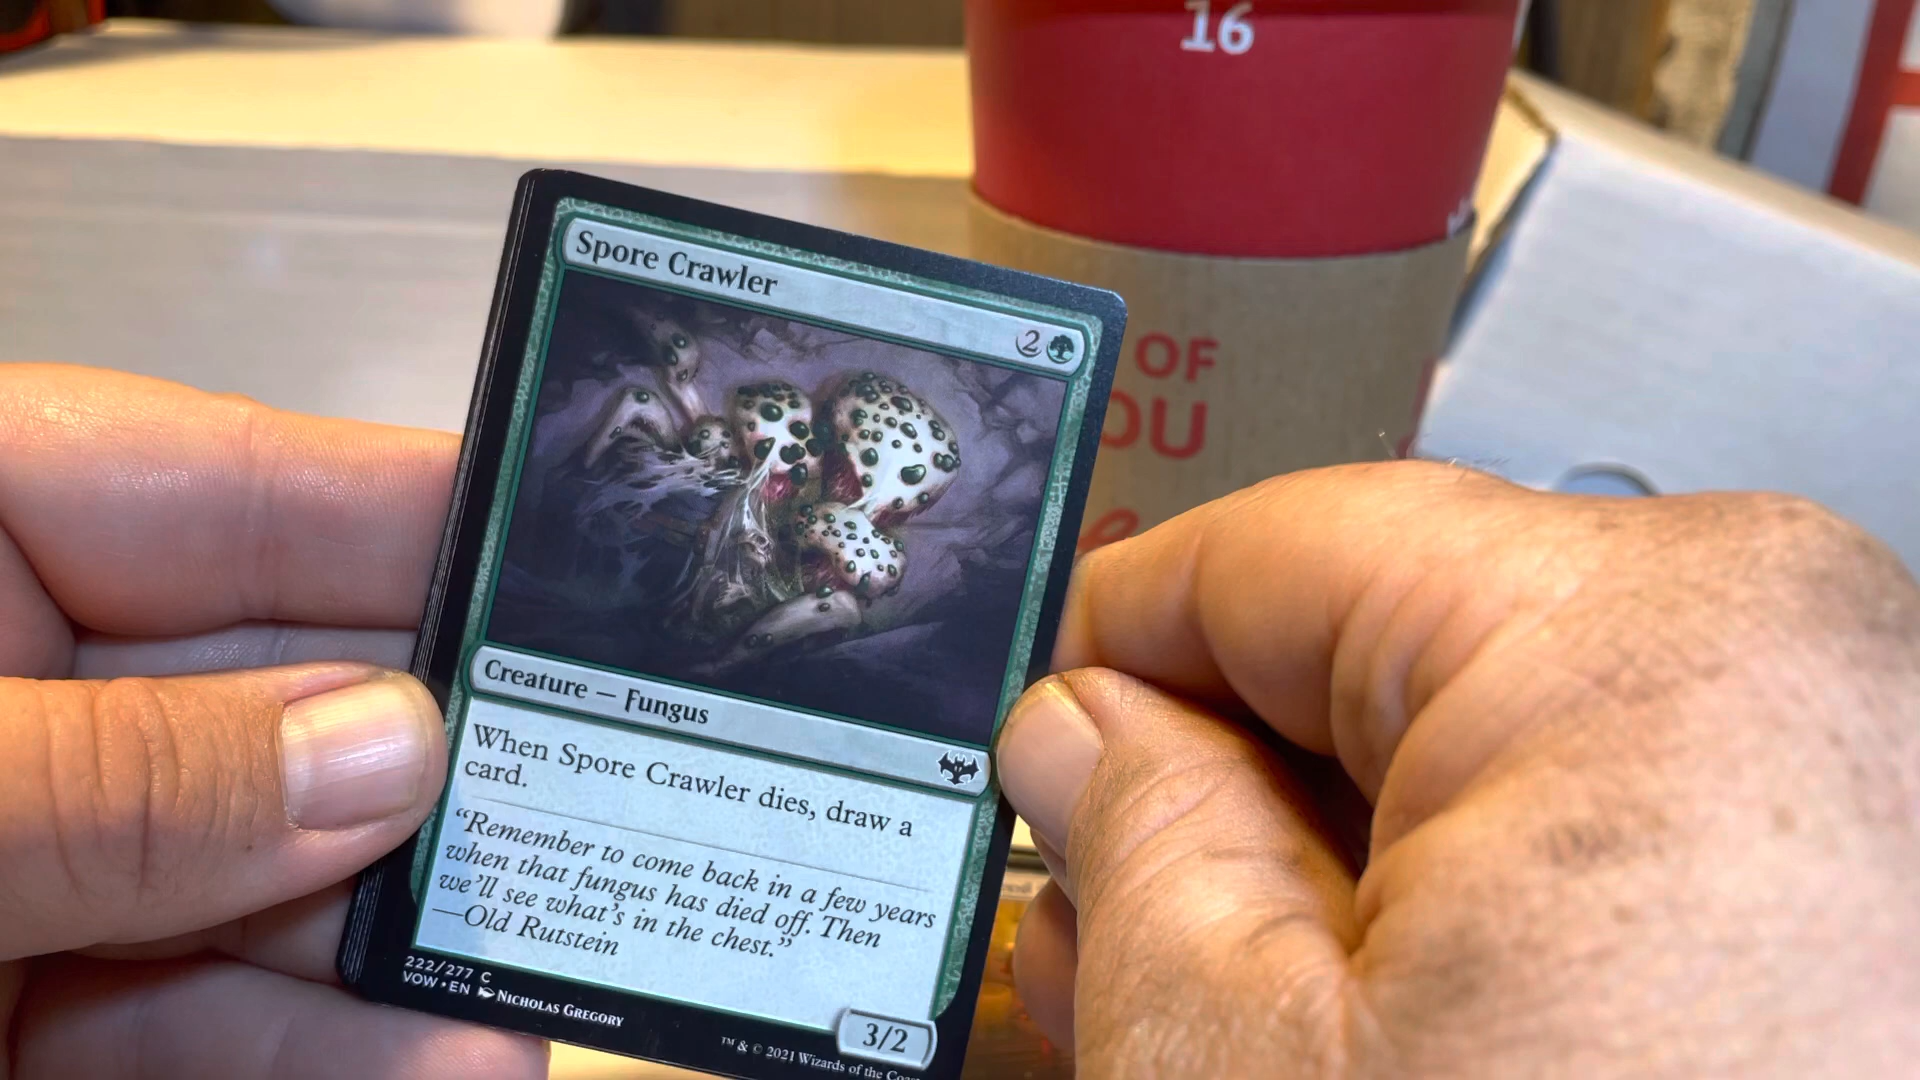 16
OF
OU
Spore Crawler
2
Creature — Fungus
When Spore Crawler dies, draw a
card.
“Remember to come back in a few years
when that fungus has died off. Then
we’ll see what’s in the chest.”
—Old Rutstein
222/277 C
VOW • EN Nicholas Gregory
3/2
™ & © 2021 Wizards of the